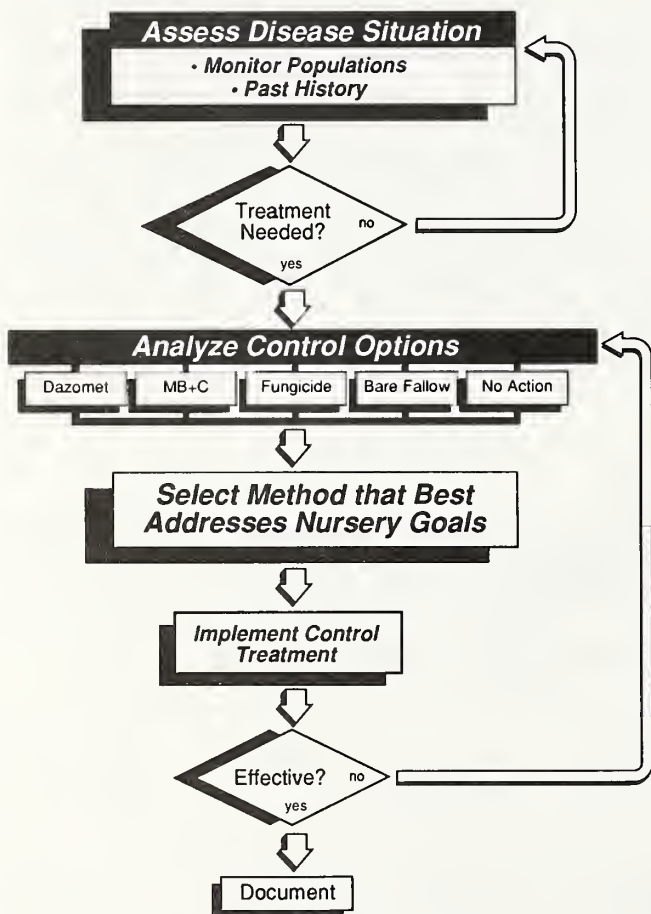 Assess Disease Situation
• Monitor Populations
• Past History
Treatment
Needed?
no
yes
Analyze Control Options
Dazomet
MB+C
Fungicide
Bare Fallow
No Action
Select Method that Best
Addresses Nursery Goals
Implement Control
Treatment
Effective?
no
yes
Document